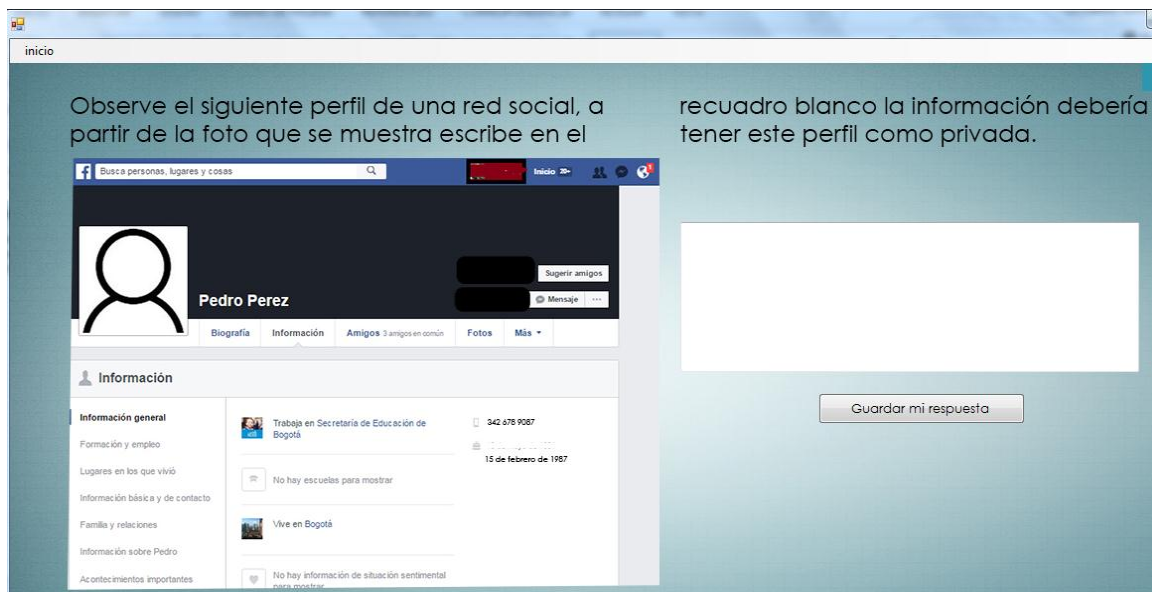 inicio
Observe el siguiente perfil de una red social, a
partir de la foto que se muestra escribe en el
recuadro blanco la información debería
tener este perfil como privada.
Busca personas, lugares y cosas
Inicio 20+
1
Pedro Perez
Sugerir amigos
Mensaje ...
Biografía Información Amigos 3 amigos en común Fotos Más
Información
Información general
Formación y empleo
Lugares en los que vivió
Información básica y de contacto
Familia y relaciones
Información sobre Pedro
Acontecimientos importantes
Trabaja en Secretaría de Educación de
Bogotá
No hay escuelas para mostrar
Vive en Bogotá
No hay información de situación sentimental
para mostrar
342 678 9087
15 de febrero de 1987
Guardar mi respuesta